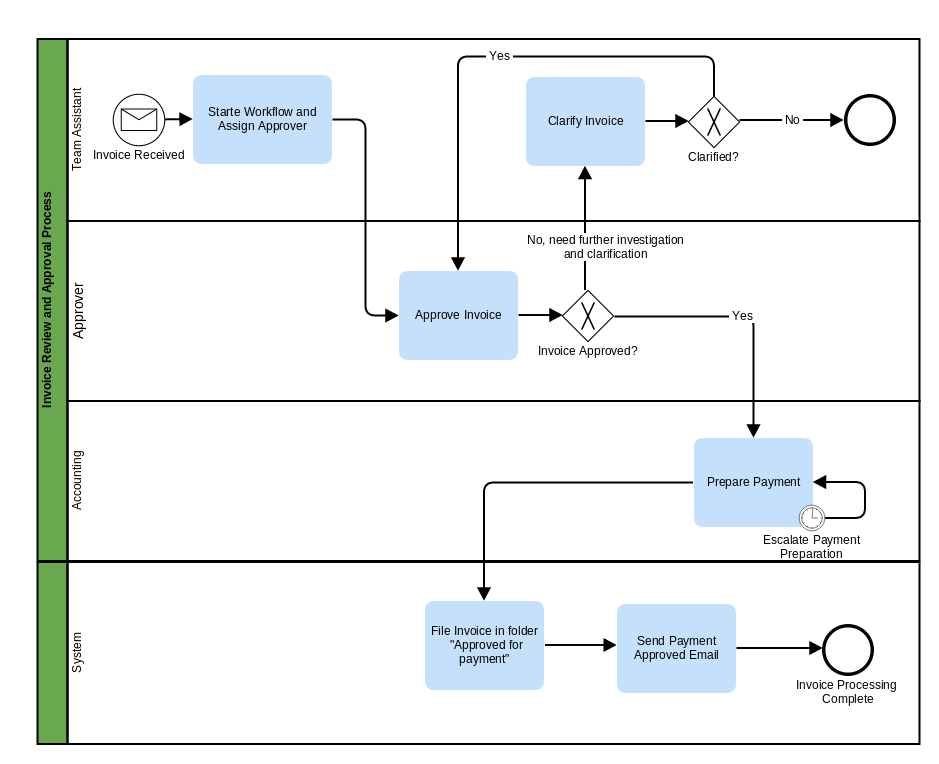 Invoice Review and Approval Process
Team Assistant
Yes
Starte Workflow and
Assign Approver
Invoice Received
Clarify Invoice
Clarified?
No
Approver
No, need further investigation
and clarification
Approve Invoice
Invoice Approved?
Yes
Accounting
Prepare Payment
Escalate Payment
Preparation
System
File Invoice in folder
"Approved for
payment"
Send Payment
Approved Email
Invoice Processing
Complete